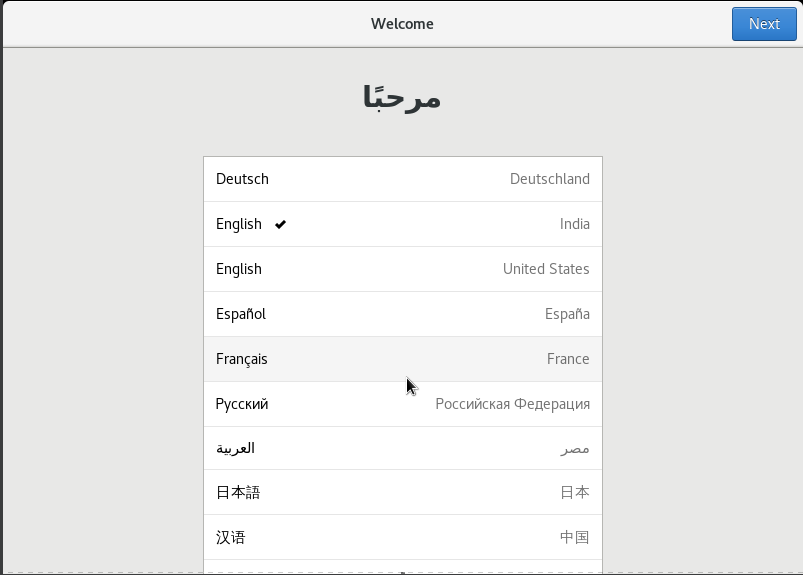 Welcome
Next
مرحبًا
Deutsch Deutschland
English ✔ India
English United States
Español España
Français France
Русский Российская Федерация
العربية مصر
日本語 日本
汉语 中国